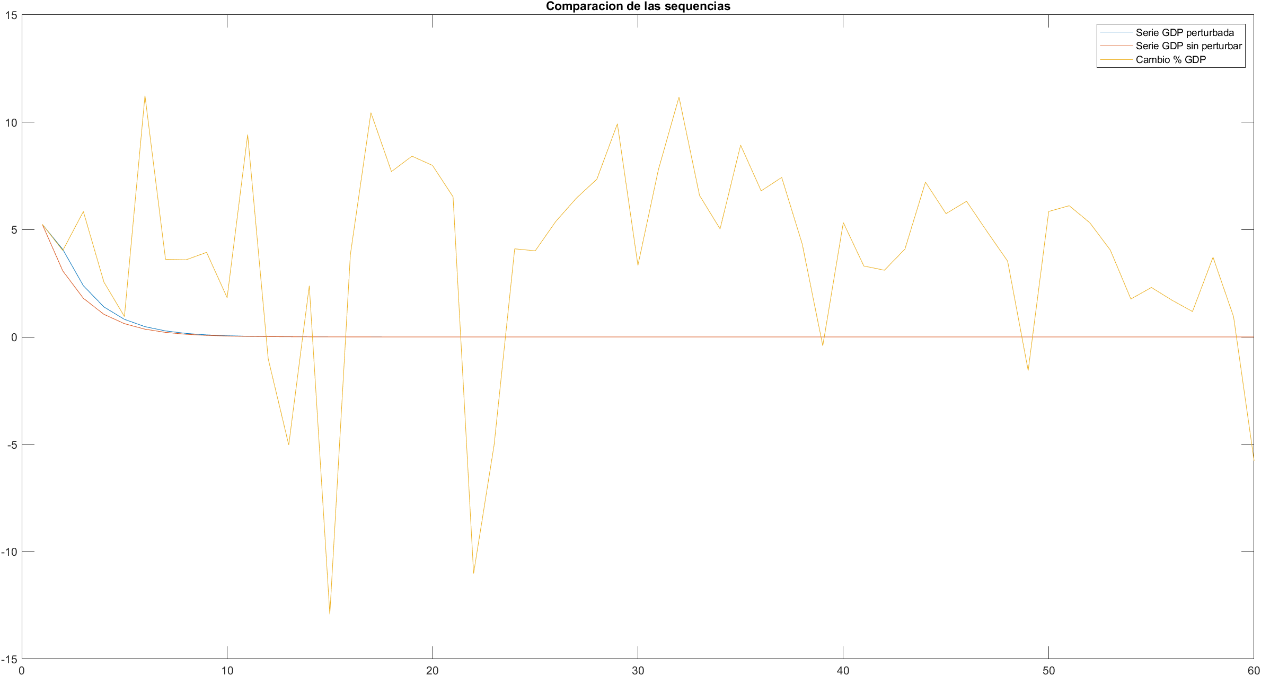 Comparacion de las sequencias
Serie GDP perturbada
Serie GDP sin perturbar
Cambio % GDP
15
10
5
0
-5
-10
-15
0 10 20 30 40 50 60